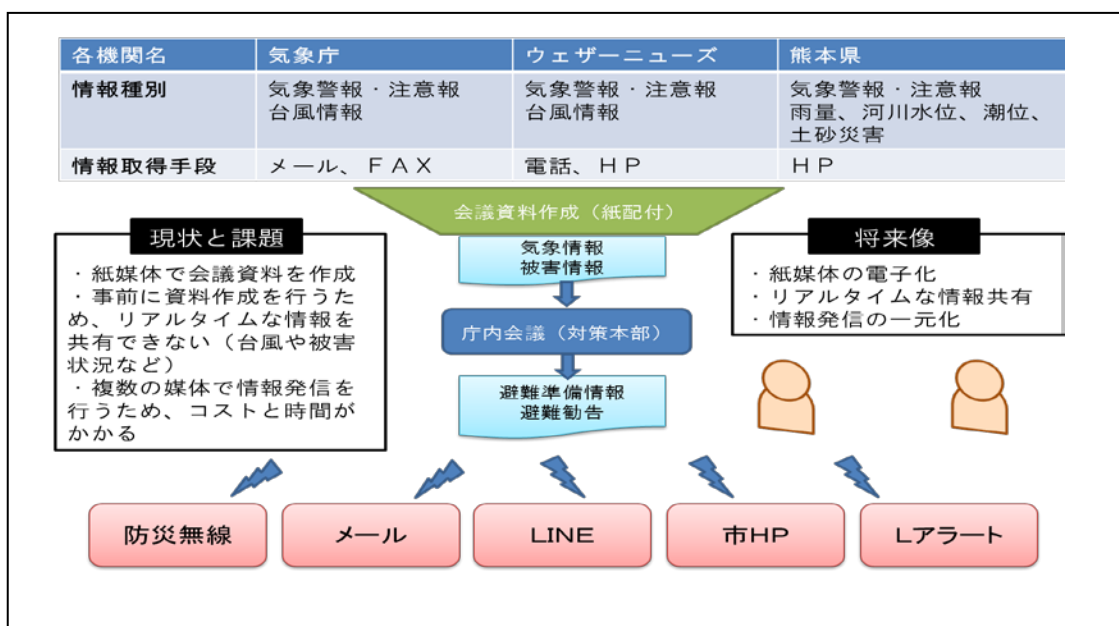 各機関名 気象庁 ウェザーニューズ 熊本県
情報種別 気象警報・注意報 気象警報・注意報 気象警報・注意報
台風情報 台風情報 雨量、河川水位、潮位、
土砂災害
情報取得手段 メール、ＦＡＸ 電話、ＨＰ ＨＰ
会議資料作成（紙配付）
気象情報
被害情報
庁内会議（対策本部）
避難準備情報
避難勧告
現状と課題
・紙媒体で会議資料を作成
・事前に資料作成を行うた
め、リアルタイムな情報を
共有できない（台風や被害
状況など）
・複数の媒体で情報発信を
行うため、コストと時間が
かかる
将来像
・紙媒体の電子化
・リアルタイムな情報共有
・情報発信の一元化
防災無線
メール
LINE
市HP
Lアラート